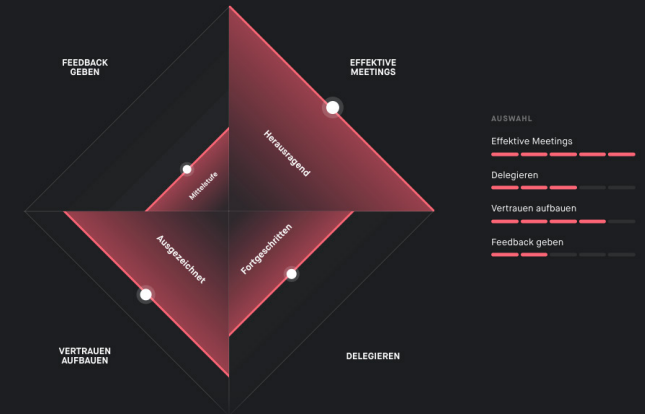 FEEDBACK
GEBEN
EFFEKTIVE
MEETINGS
Herausragend
Mittelstufe
Ausgezeichnet
Fortgeschritten
VERTRAUEN
AUFBAUEN
DELEGIEREN
AUSWAHL
Effektive Meetings
Delegieren
Vertrauen aufbauen
Feedback geben